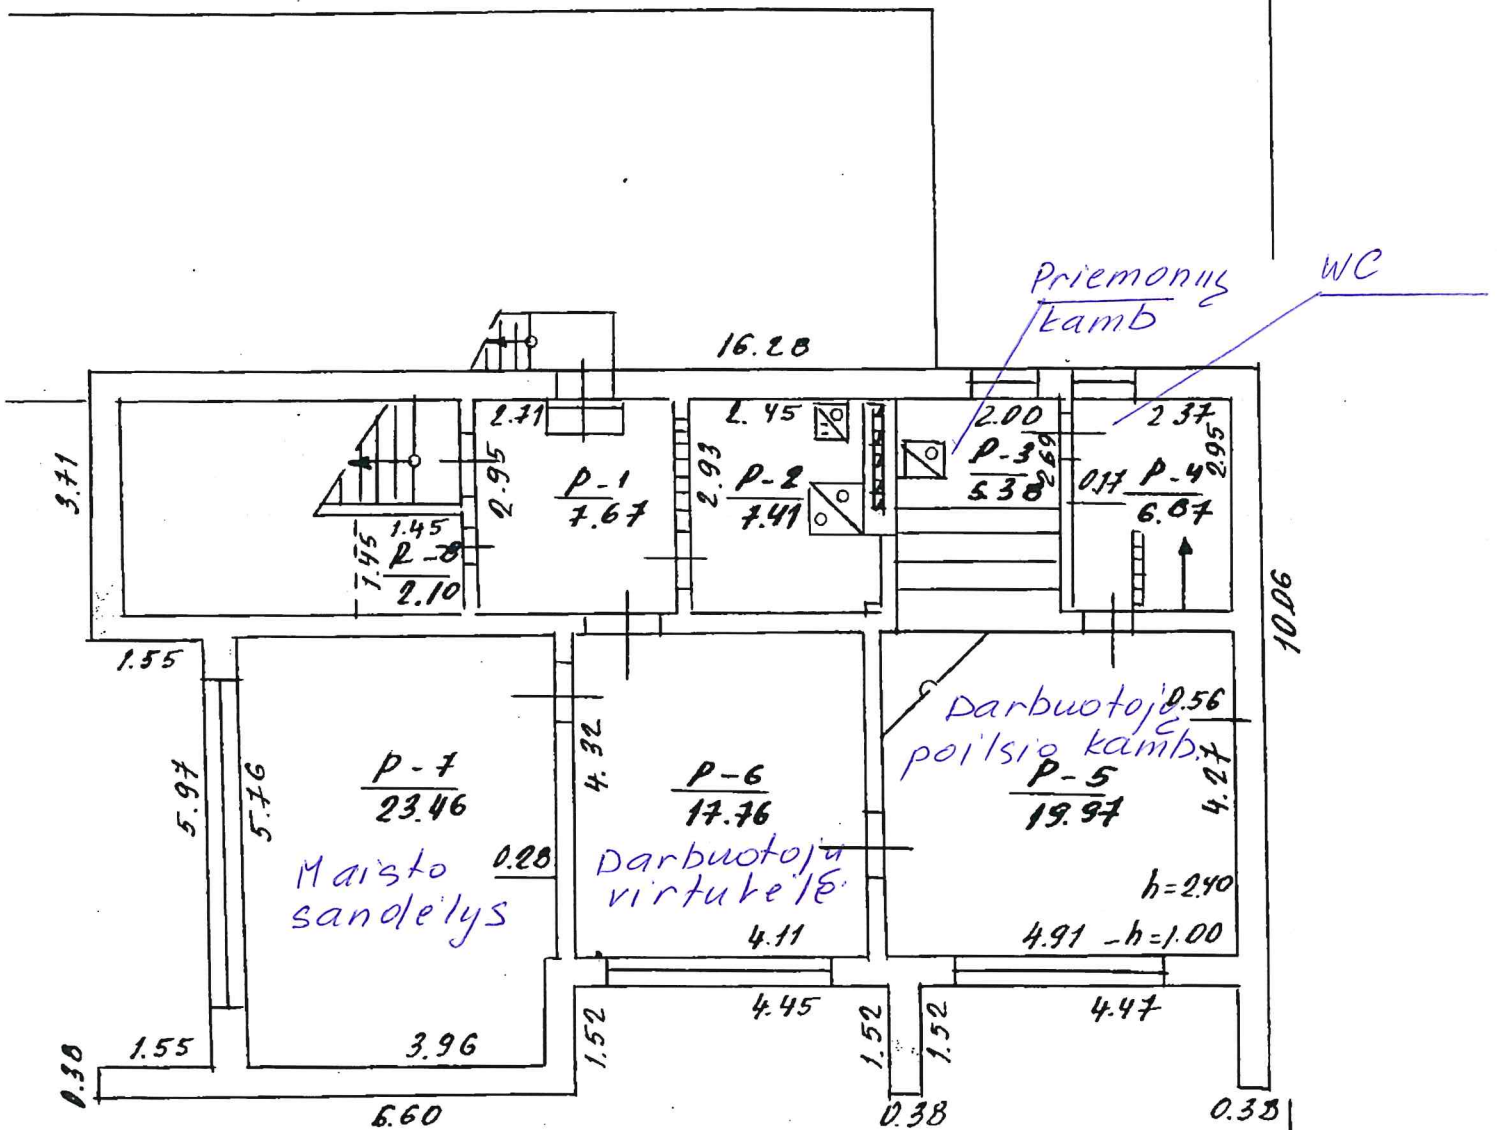 Priemonių
kamb
WC
16.28
2.71
2.45
2.00
2.37
3.71
2.95
P-1
7.67
2.93
P-2
7.41
P-3
5.38
2.69
0.17
P-4
6.87
2.95
1.45
1.45
P-8
2.10
10.06
1.55
5.97
5.76
P-7
23.46
0.28
Maisto
sandėlys
4.32
P-6
17.76
Darbuotojų
virtuvėlė
4.11
Darbuotojų
poilsio kamb.
0.56
P-5
19.97
4.27
h=2.40
4.91 -h=1.00
4.45
4.47
1.52
1.52
1.52
1.55
3.96
0.38
6.60
0.38
0.38